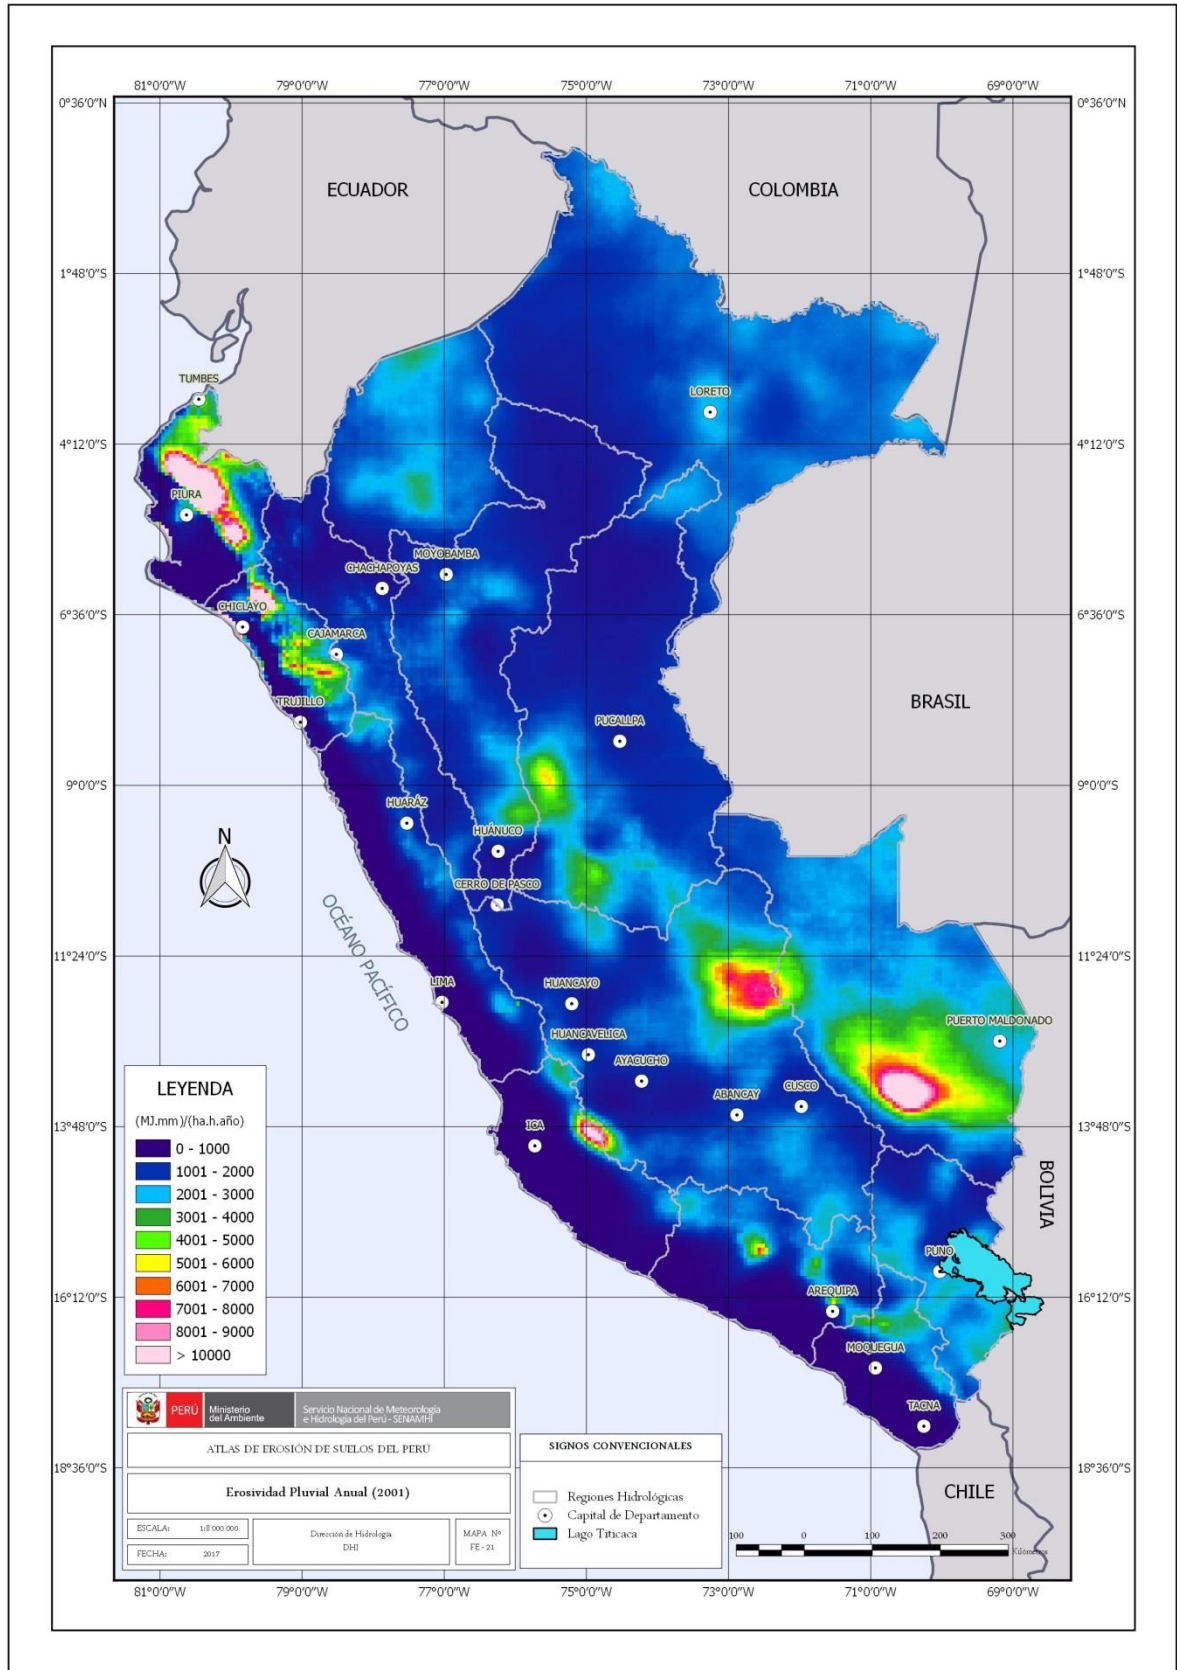 81°0'0"W 79°0'0"W 77°0'0"W 75°0'0"W 73°0'0"W 71°0'0"W 69°0'0"W
0°36'0"N 0°36'0"N
ECUADOR COLOMBIA
1°48'0"S 1°48'0"S
TUMBES
LORETO
4°12'0"S 4°12'0"S
PIURA
MOYOBAMBA
CHACHAPOYAS
CHICLAYO
6°36'0"S 6°36'0"S
CAJAMARCA
TRUJILLO
BRASIL
PUCALLPA
9°0'0"S 9°0'0"S
HUARÁZ
HUÁNUCO
N
CERRO DE PASCO
OCÉANO PACÍFICO
11°24'0"S 11°24'0"S
LIMA
HUANCAYO
PUERTO MALDONADO
HUANCAVELICA
AYACUCHO
ABANCAY
CUSCO
ICA
13°48'0"S 13°48'0"S
BOLIVIA
PUNO
AREQUIPA
16°12'0"S 16°12'0"S
MOQUEGUA
TACNA
18°36'0"S 18°36'0"S
CHILE
LEYENDA
(MJ.mm)/(ha.h.año)
0 - 1000
1001 - 2000
2001 - 3000
3001 - 4000
4001 - 5000
5001 - 6000
6001 - 7000
7001 - 8000
8001 - 9000
> 10000
PERÚ
Ministerio
del Ambiente
Servicio Nacional de Meteorología
e Hidrología del Perú - SENAMHI
ATLAS DE EROSIÓN DE SUELOS DEL PERÚ
Erosividad Pluvial Anual (2001)
ESCALA: 1:8 000 000
FECHA: 2017
Dirección de Hidrología
DHI
MAPA Nº
FE - 21
SIGNOS CONVENCIONALES
Regiones Hidrológicas
Capital de Departamento
Lago Titicaca
100 0 100 200 300
Kilómetros
81°0'0"W 79°0'0"W 77°0'0"W 75°0'0"W 73°0'0"W 71°0'0"W 69°0'0"W